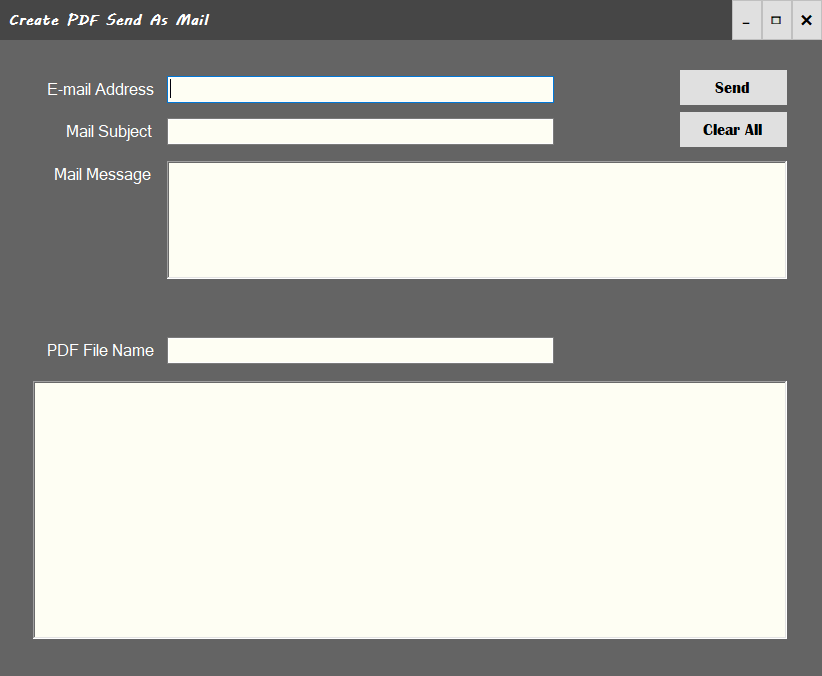 Create PDF Send As Mail
E-mail Address
Send
Mail Subject
Clear All
Mail Message
PDF File Name